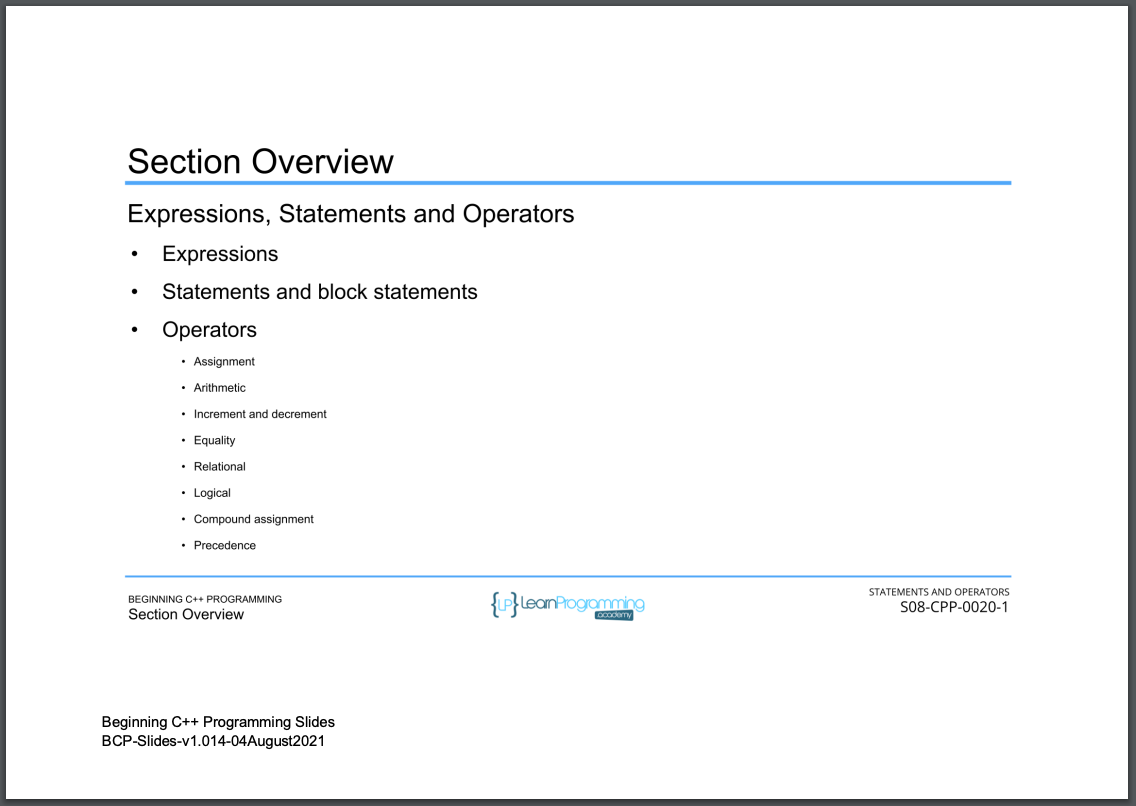 Section Overview
Expressions, Statements and Operators
• Expressions
• Statements and block statements
• Operators
• Assignment
• Arithmetic
• Increment and decrement
• Equality
• Relational
• Logical
• Compound assignment
• Precedence
BEGINNING C++ PROGRAMMING
Section Overview
{LP} LearnProgramming
academy
STATEMENTS AND OPERATORS
S08-CPP-0020-1
Beginning C++ Programming Slides
BCP-Slides-v1.014-04August2021